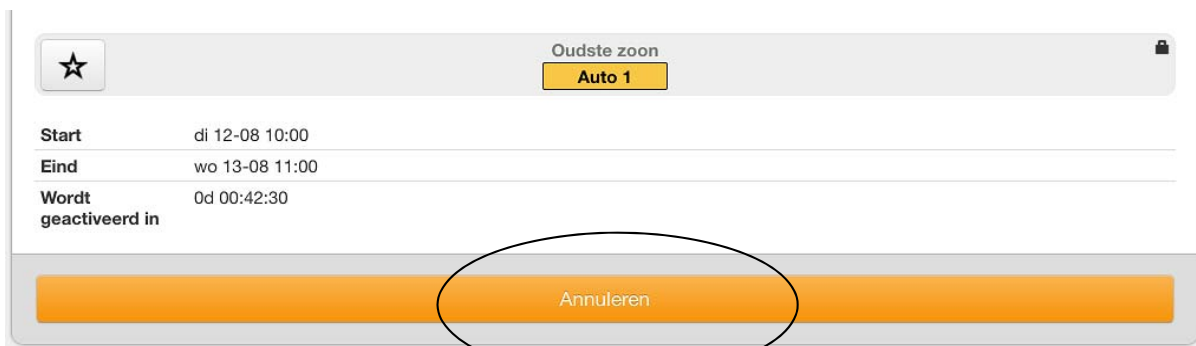 Oudste zoon
Auto 1
Start di 12-08 10:00
Eind wo 13-08 11:00
Wordt 0d 00:42:30
geactiveerd in
Annuleren